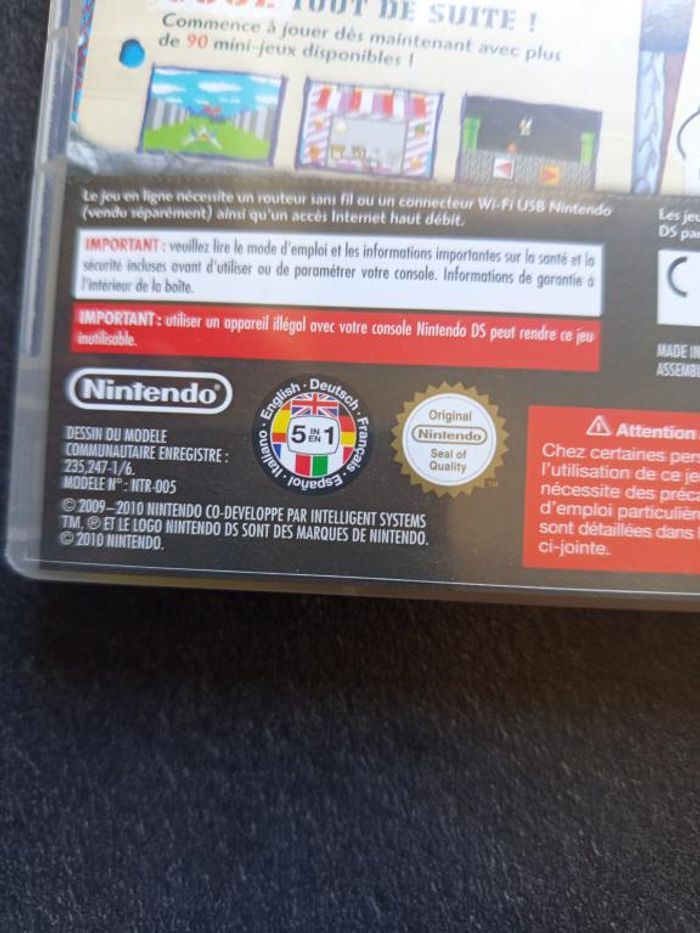 TOUT DE SUITE !
Commence à jouer dès maintenant avec plus
de 90 mini-jeux disponibles !
Le jeu en ligne nécessite un routeur sans fil ou un connecteur Wi-Fi USB Nintendo
(vendu séparément) ainsi qu'un accès Internet haut débit.
IMPORTANT : veuillez lire le mode d'emploi et les informations importantes sur la santé et la
sécurité incluses avant d'utiliser ou de paramétrer votre console. Informations de garantie à
l'intérieur de la boîte.
IMPORTANT : utiliser un appareil illégal avec votre console Nintendo DS peut rendre ce jeu
inutilisable.
Nintendo®
DESSIN OU MODELE
COMMUNAUTAIRE ENREGISTRE :
235,247-1/6.
MODELE N° : NTR-005
English · Deutsch · Français · Español · Italiano ·
5 IN EN 1
Original
Nintendo
Seal of
Quality
TM
© 2009–2010 NINTENDO CO-DEVELOPPE PAR INTELLIGENT SYSTEMS
TM, ® ET LE LOGO NINTENDO DS SONT DES MARQUES DE NINTENDO.
© 2010 NINTENDO.
Les jeu
DS par
MADE IN
ASSEMBL
⚠ Attention
Chez certaines pers
l'utilisation de ce je
nécessite des préc
d'emploi particulièr
sont détaillées dans
ci-jointe.